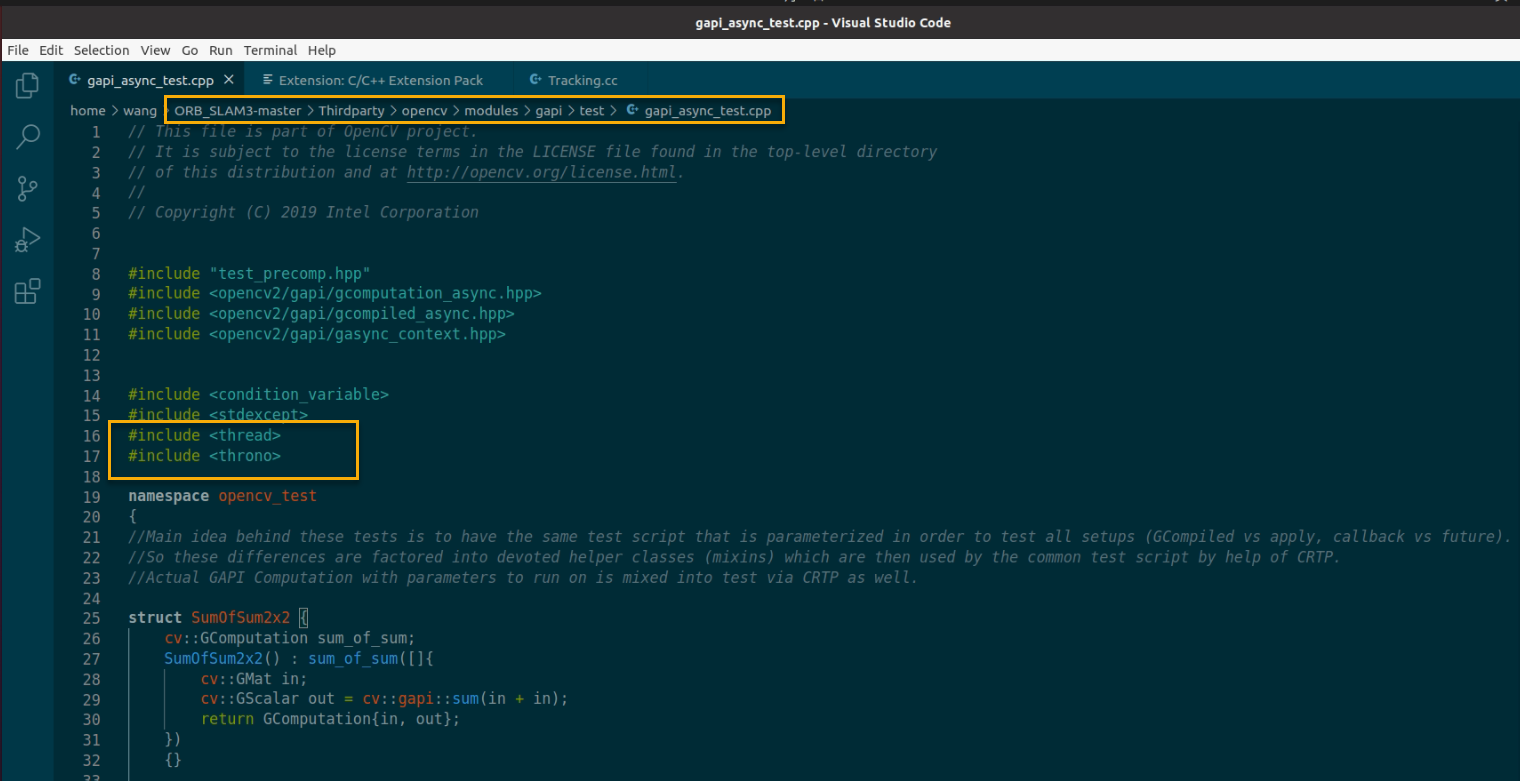 gapi_async_test.cpp - Visual Studio Code
File Edit Selection View Go Run Terminal Help
gapi_async_test.cpp Extension: C/C++ Extension Pack Tracking.cc
home > wang ORB_SLAM3-master > Thirdparty > opencv > modules > gapi > test > gapi_async_test.cpp
1 // This file is part of OpenCV project.
2 // It is subject to the license terms in the LICENSE file found in the top-level directory
3 // of this distribution and at http://opencv.org/license.html.
4 //
5 // Copyright (C) 2019 Intel Corporation
6
7
8 #include "test_precomp.hpp"
9 #include <opencv2/gapi/gcomputation_async.hpp>
10 #include <opencv2/gapi/gcompiled_async.hpp>
11 #include <opencv2/gapi/gasync_context.hpp>
12
13
14 #include <condition_variable>
15 #include <stdexcept>
16 #include <thread>
17 #include <throno>
18
19 namespace opencv_test
20 {
21 //Main idea behind these tests is to have the same test script that is parameterized in order to test all setups (GCompiled vs apply, callback vs future).
22 //So these differences are factored into devoted helper classes (mixins) which are then used by the common test script by help of CRTP.
23 //Actual GAPI Computation with parameters to run on is mixed into test via CRTP as well.
24
25 struct SumOfSum2x2 {
26 cv::GComputation sum_of_sum;
27 SumOfSum2x2() : sum_of_sum([]{
28 cv::GMat in;
29 cv::GScalar out = cv::gapi::sum(in + in);
30 return GComputation{in, out};
31 })
32 {}
33